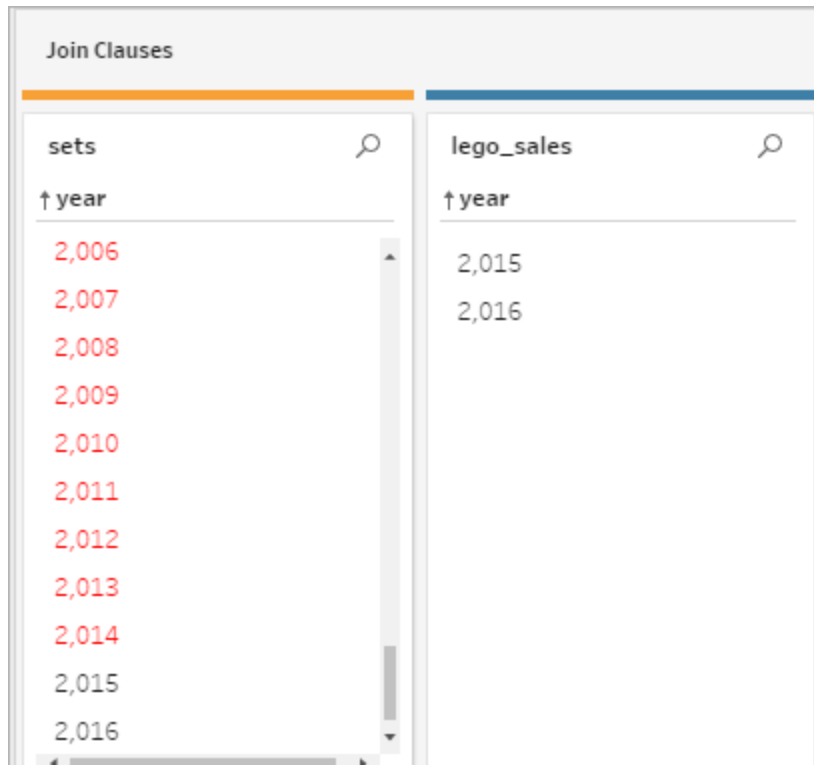 Join Clauses
sets
lego_sales
↑ year
↑ year
2,006
2,007
2,008
2,009
2,010
2,011
2,012
2,013
2,014
2,015
2,016
2,015
2,016